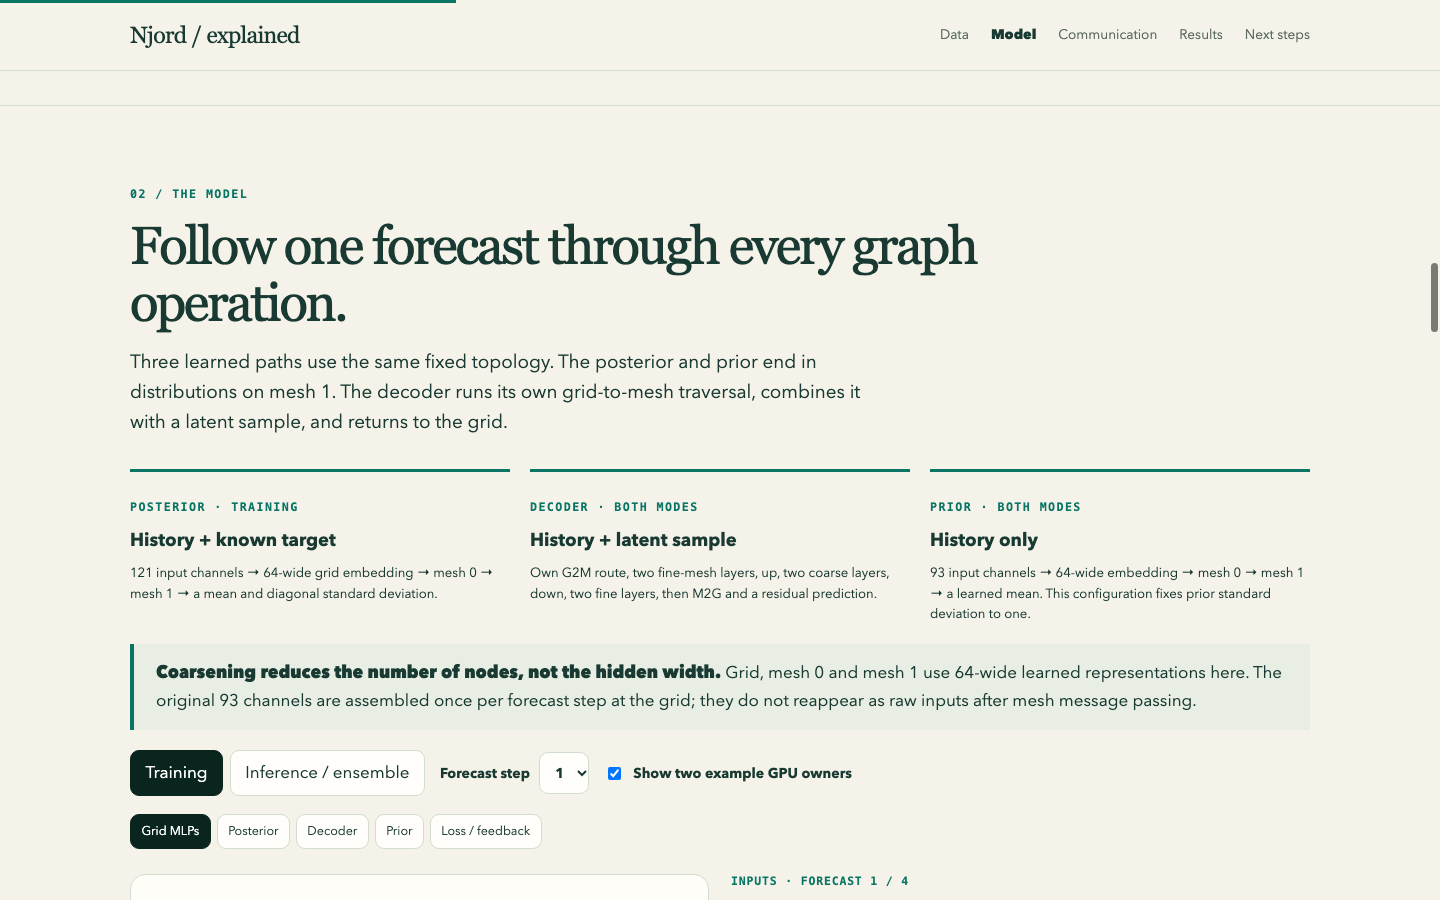 Njord / explained
Data
Model
Communication
Results
Next steps
02 / THE MODEL
Follow one forecast through every graph
operation.
Three learned paths use the same fixed topology. The posterior and prior end in
distributions on mesh 1. The decoder runs its own grid-to-mesh traversal, combines it
with a latent sample, and returns to the grid.
POSTERIOR · TRAINING
History + known target
121 input channels → 64-wide grid embedding → mesh 0 →
mesh 1 → a mean and diagonal standard deviation.
DECODER · BOTH MODES
History + latent sample
Own G2M route, two fine-mesh layers, up, two coarse layers,
down, two fine layers, then M2G and a residual prediction.
PRIOR · BOTH MODES
History only
93 input channels → 64-wide embedding → mesh 0 → mesh 1
→ a learned mean. This configuration fixes prior standard
deviation to one.
Coarsening reduces the number of nodes, not the hidden width. Grid, mesh 0 and mesh 1 use 64-wide learned representations here. The
original 93 channels are assembled once per forecast step at the grid; they do not reappear as raw inputs after mesh message passing.
Training
Inference / ensemble
Forecast step
1
Show two example GPU owners
Grid MLPs
Posterior
Decoder
Prior
Loss / feedback
INPUTS · FORECAST 1 / 4